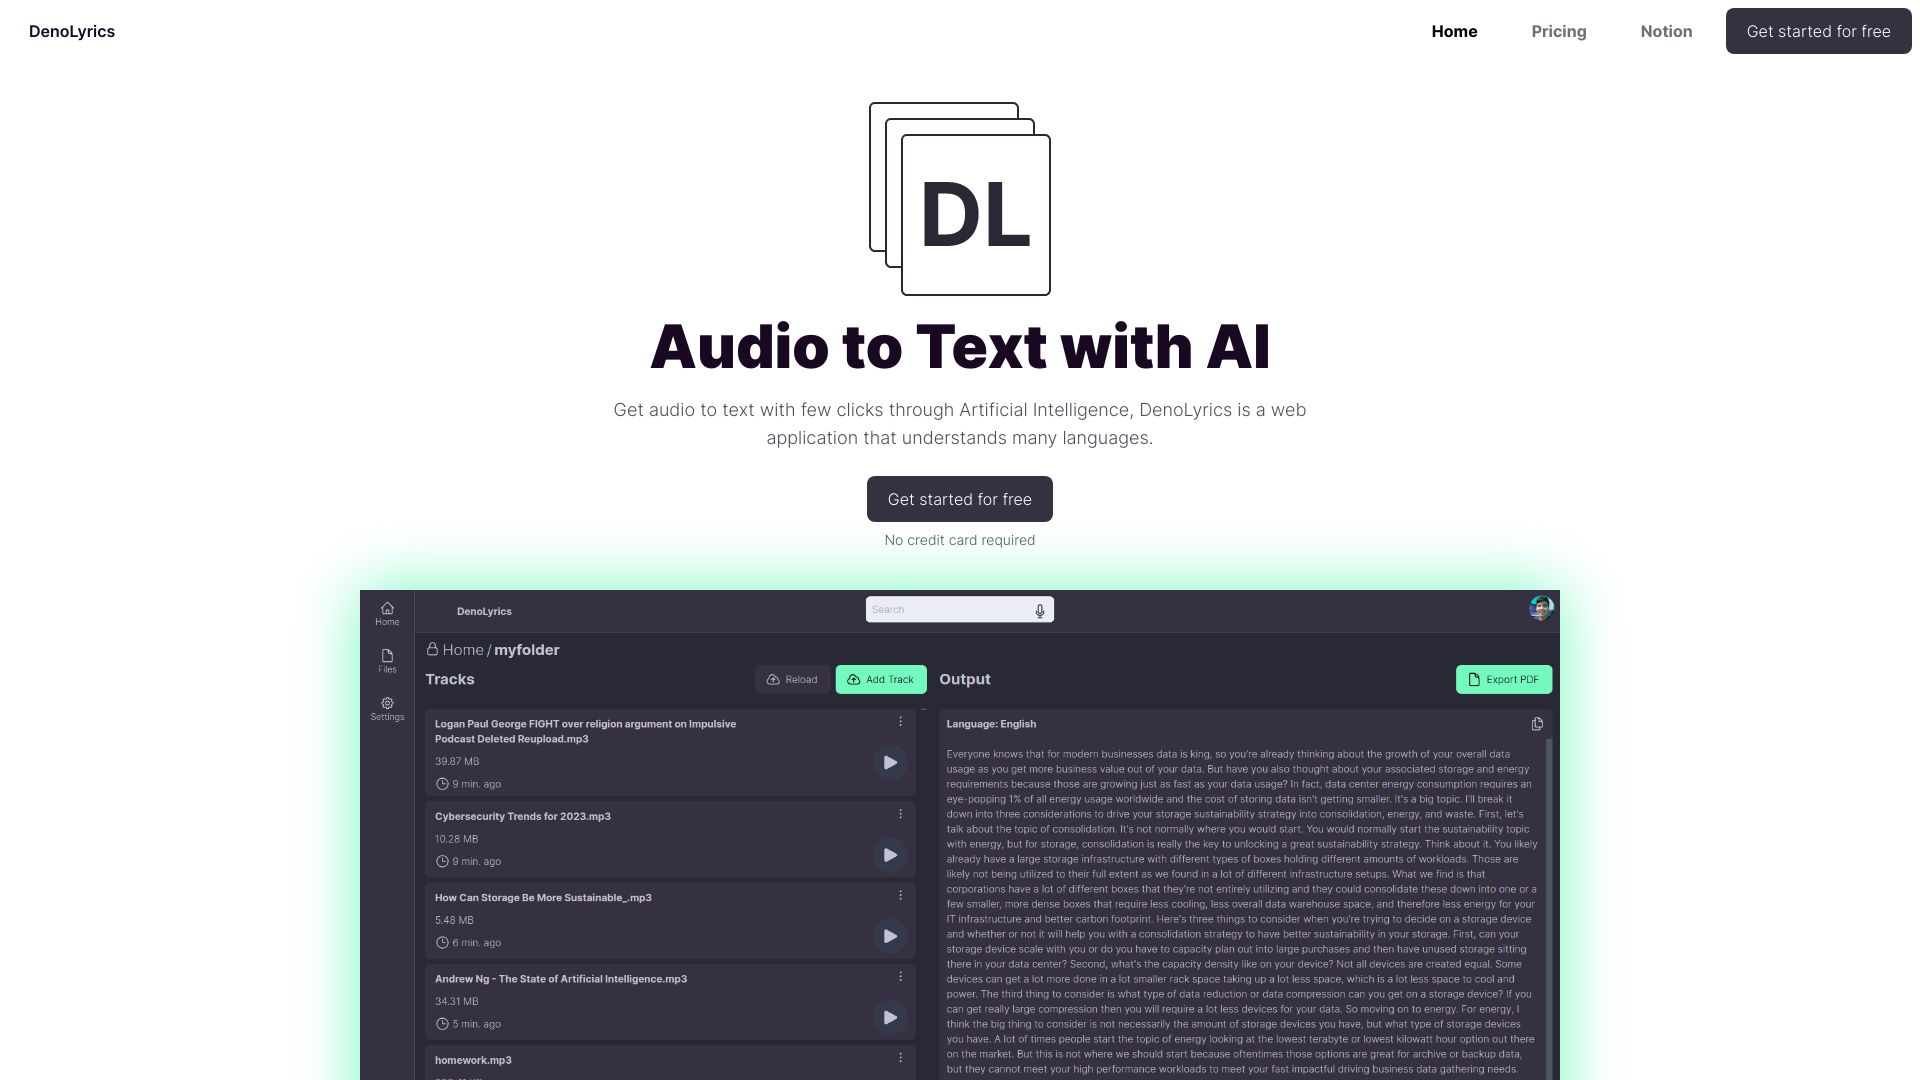 DenoLyrics
Home
Pricing
Notion
Get started for free
DL
Audio to Text with AI
Get audio to text with few clicks through Artificial Intelligence, DenoLyrics is a web
application that understands many languages.
Get started for free
No credit card required
Home
Files
Settings
DenoLyrics
Search
Home / myfolder
Tracks
Reload
Add Track
Logan Paul George FIGHT over religion argument on Impulsive
Podcast Deleted Reupload.mp3
39.87 MB
9 min. ago
Cybersecurity Trends for 2023.mp3
10.28 MB
9 min. ago
How Can Storage Be More Sustainable_.mp3
5.48 MB
6 min. ago
Andrew Ng - The State of Artificial Intelligence.mp3
34.31 MB
5 min. ago
homework.mp3
Output
Export PDF
Language: English
Everyone knows that for modern businesses data is king, so you're already thinking about the growth of your overall data
usage as you get more business value out of your data. But have you also thought about your associated storage and energy
requirements because those are growing just as fast as your data usage? In fact, data center energy consumption requires an
eye-popping 1% of all energy usage worldwide and the cost of storing data isn't getting smaller. It's a big topic. I'll break it
down into three considerations to drive your storage sustainability strategy into consolidation, energy, and waste. First, let's
talk about the topic of consolidation. It's not normally where you would start. You would normally start the sustainability topic
with energy, but for storage, consolidation is really the key to unlocking a great sustainability strategy. Think about it. You likely
already have a large storage infrastructure with different types of boxes holding different amounts of workloads. Those are
likely not being utilized to their full extent as we found in a lot of different infrastructure setups. What we find is that
corporations have a lot of different boxes that they're not entirely utilizing and they could consolidate these down into one or a
few smaller, more dense boxes that require less cooling, less overall data warehouse space, and therefore less energy for your
IT infrastructure and better carbon footprint. Here's three things to consider when you're trying to decide on a storage device
and whether or not it will help you with a consolidation strategy to have better sustainability in your storage. First, can your
storage device scale with you or do you have to capacity plan out into large purchases and then have unused storage sitting
there in your data center? Second, what's the capacity density like on your device? Not all devices are created equal. Some
devices can get a lot more done in a lot smaller rack space taking up a lot less space, which is a lot less space to cool and
power. The third thing to consider is what type of data reduction or data compression can you get on a storage device? If you
can get really large compression then you will require a lot less devices for your data. So moving on to energy. For energy, I
think the big thing to consider is not necessarily the amount of storage devices you have, but what type of storage devices
you have. A lot of times people start the topic of energy looking at the lowest terabyte or lowest kilowatt hour option out there
on the market. But this is not where we should start because oftentimes those options are great for archive or backup data,
but they cannot meet your high performance workloads to meet your fast impactful driving business data gathering needs.